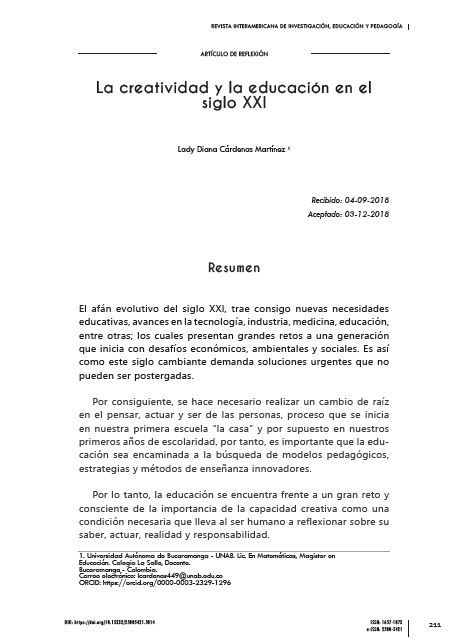 REVISTA INTERAMERICANA DE INVESTIGACIÓN, EDUCACIÓN Y PEDAGOGÍA
ARTÍCULO DE REFLEXIÓN
La creatividad y la educación en el
siglo XXI
Lady Diana Cárdenas Martínez ¹
Recibido: 04-09-2018
Aceptado: 03-12-2018
Resumen
El afán evolutivo del siglo XXI, trae consigo nuevas necesidades
educativas, avances en la tecnología, industria, medicina, educación,
entre otras; los cuales presentan grandes retos a una generación
que inicia con desafíos económicos, ambientales y sociales. Es así
como este siglo cambiante demanda soluciones urgentes que no
pueden ser postergadas.
Por consiguiente, se hace necesario realizar un cambio de raíz
en el pensar, actuar y ser de las personas, proceso que se inicia
en nuestra primera escuela "la casa" y por supuesto en nuestros
primeros años de escolaridad, por tanto, es importante que la edu-
cación sea encaminada a la búsqueda de modelos pedagógicos,
estrategias y métodos de enseñanza innovadores.
Por lo tanto, la educación se encuentra frente a un gran reto y
consciente de la importancia de la capacidad creativa como una
condición necesaria que lleva al ser humano a reflexionar sobre su
saber, actuar, realidad y responsabilidad.
1. Universidad Autónoma de Bucaramanga - UNAB. Lic. En Matemáticas, Magister en
Educación. Colegio La Salle, Docente.
Bucaramanga - Colombia.
Correo electrónico: lcardenas449@unab.edu.co
ORCID: https://orcid.org/0000-0003-2329-1296
DOI: https://doi.org/10.15332/25005421.5014
ISSN: 1657-107X
e-ISSN: 2500-5421
211